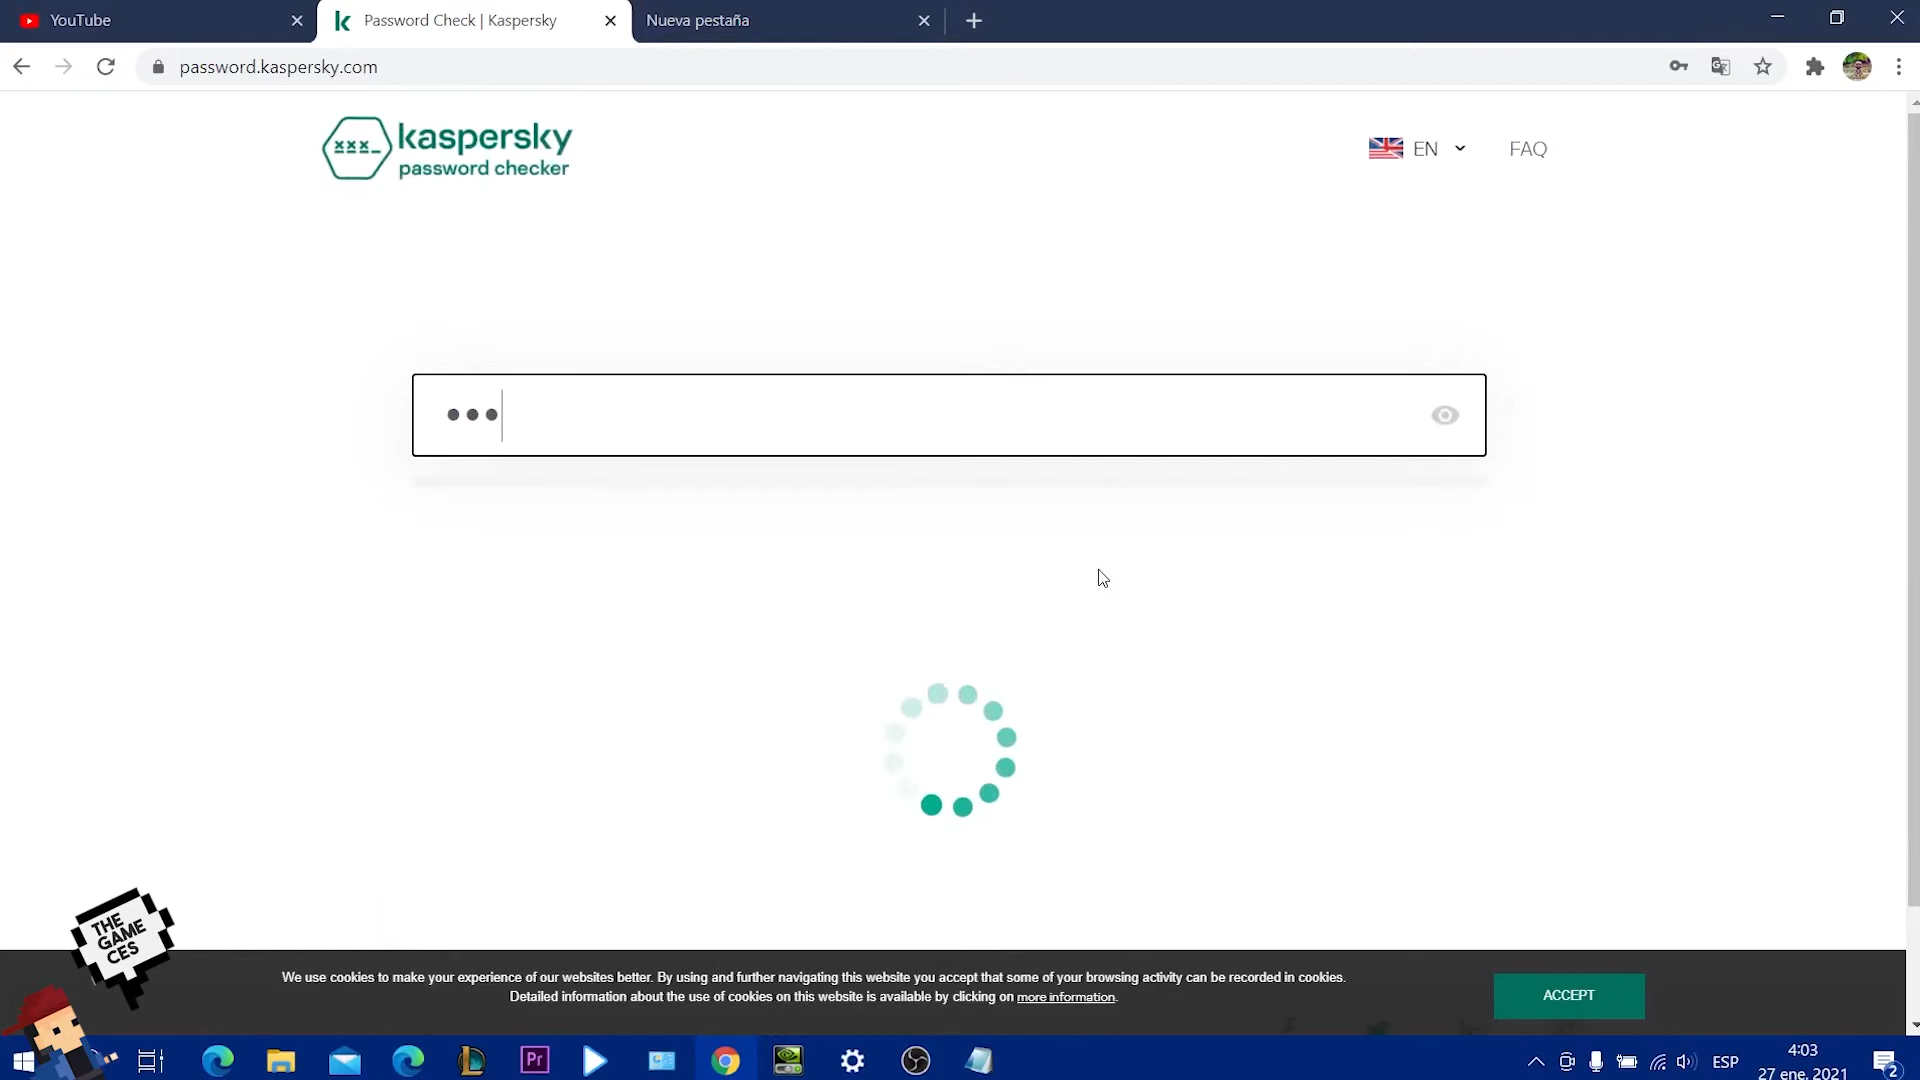 YouTube
Password Check | Kaspersky
Nueva pestaña
password.kaspersky.com
xxx_
kaspersky
password checker
EN
FAQ
THE
GAME
CES
We use cookies to make your experience of our websites better. By using and further navigating this website you accept that some of your browsing activity can be recorded in cookies.
Detailed information about the use of cookies on this website is available by clicking on more information.
ACCEPT
Pr
ESP
4:03
27 ene. 2021
2